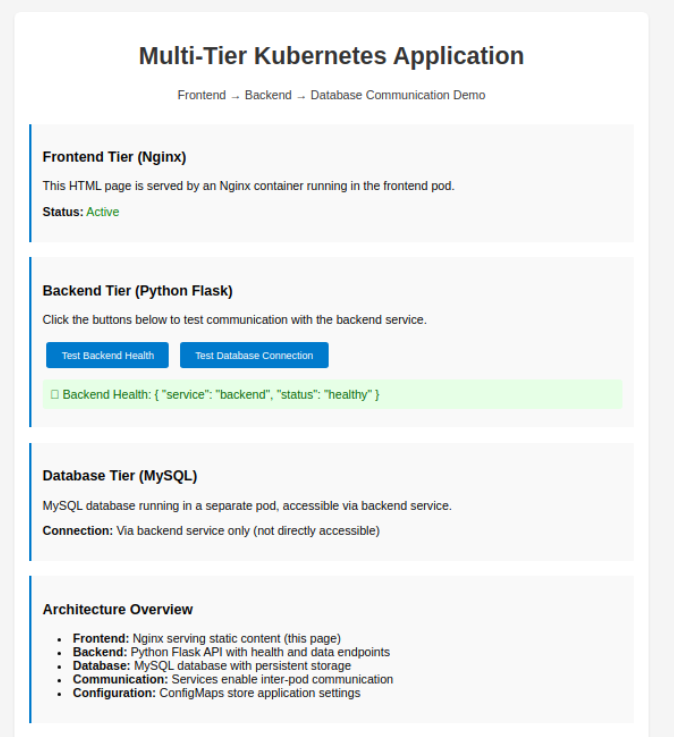 Multi-Tier Kubernetes Application
Frontend → Backend → Database Communication Demo
Frontend Tier (Nginx)
This HTML page is served by an Nginx container running in the frontend pod.
Status: Active
Backend Tier (Python Flask)
Click the buttons below to test communication with the backend service.
Test Backend Health Test Database Connection
Backend Health: { "service": "backend", "status": "healthy" }
Database Tier (MySQL)
MySQL database running in a separate pod, accessible via backend service.
Connection: Via backend service only (not directly accessible)
Architecture Overview
• Frontend: Nginx serving static content (this page)
• Backend: Python Flask API with health and data endpoints
• Database: MySQL database with persistent storage
• Communication: Services enable inter-pod communication
• Configuration: ConfigMaps store application settings